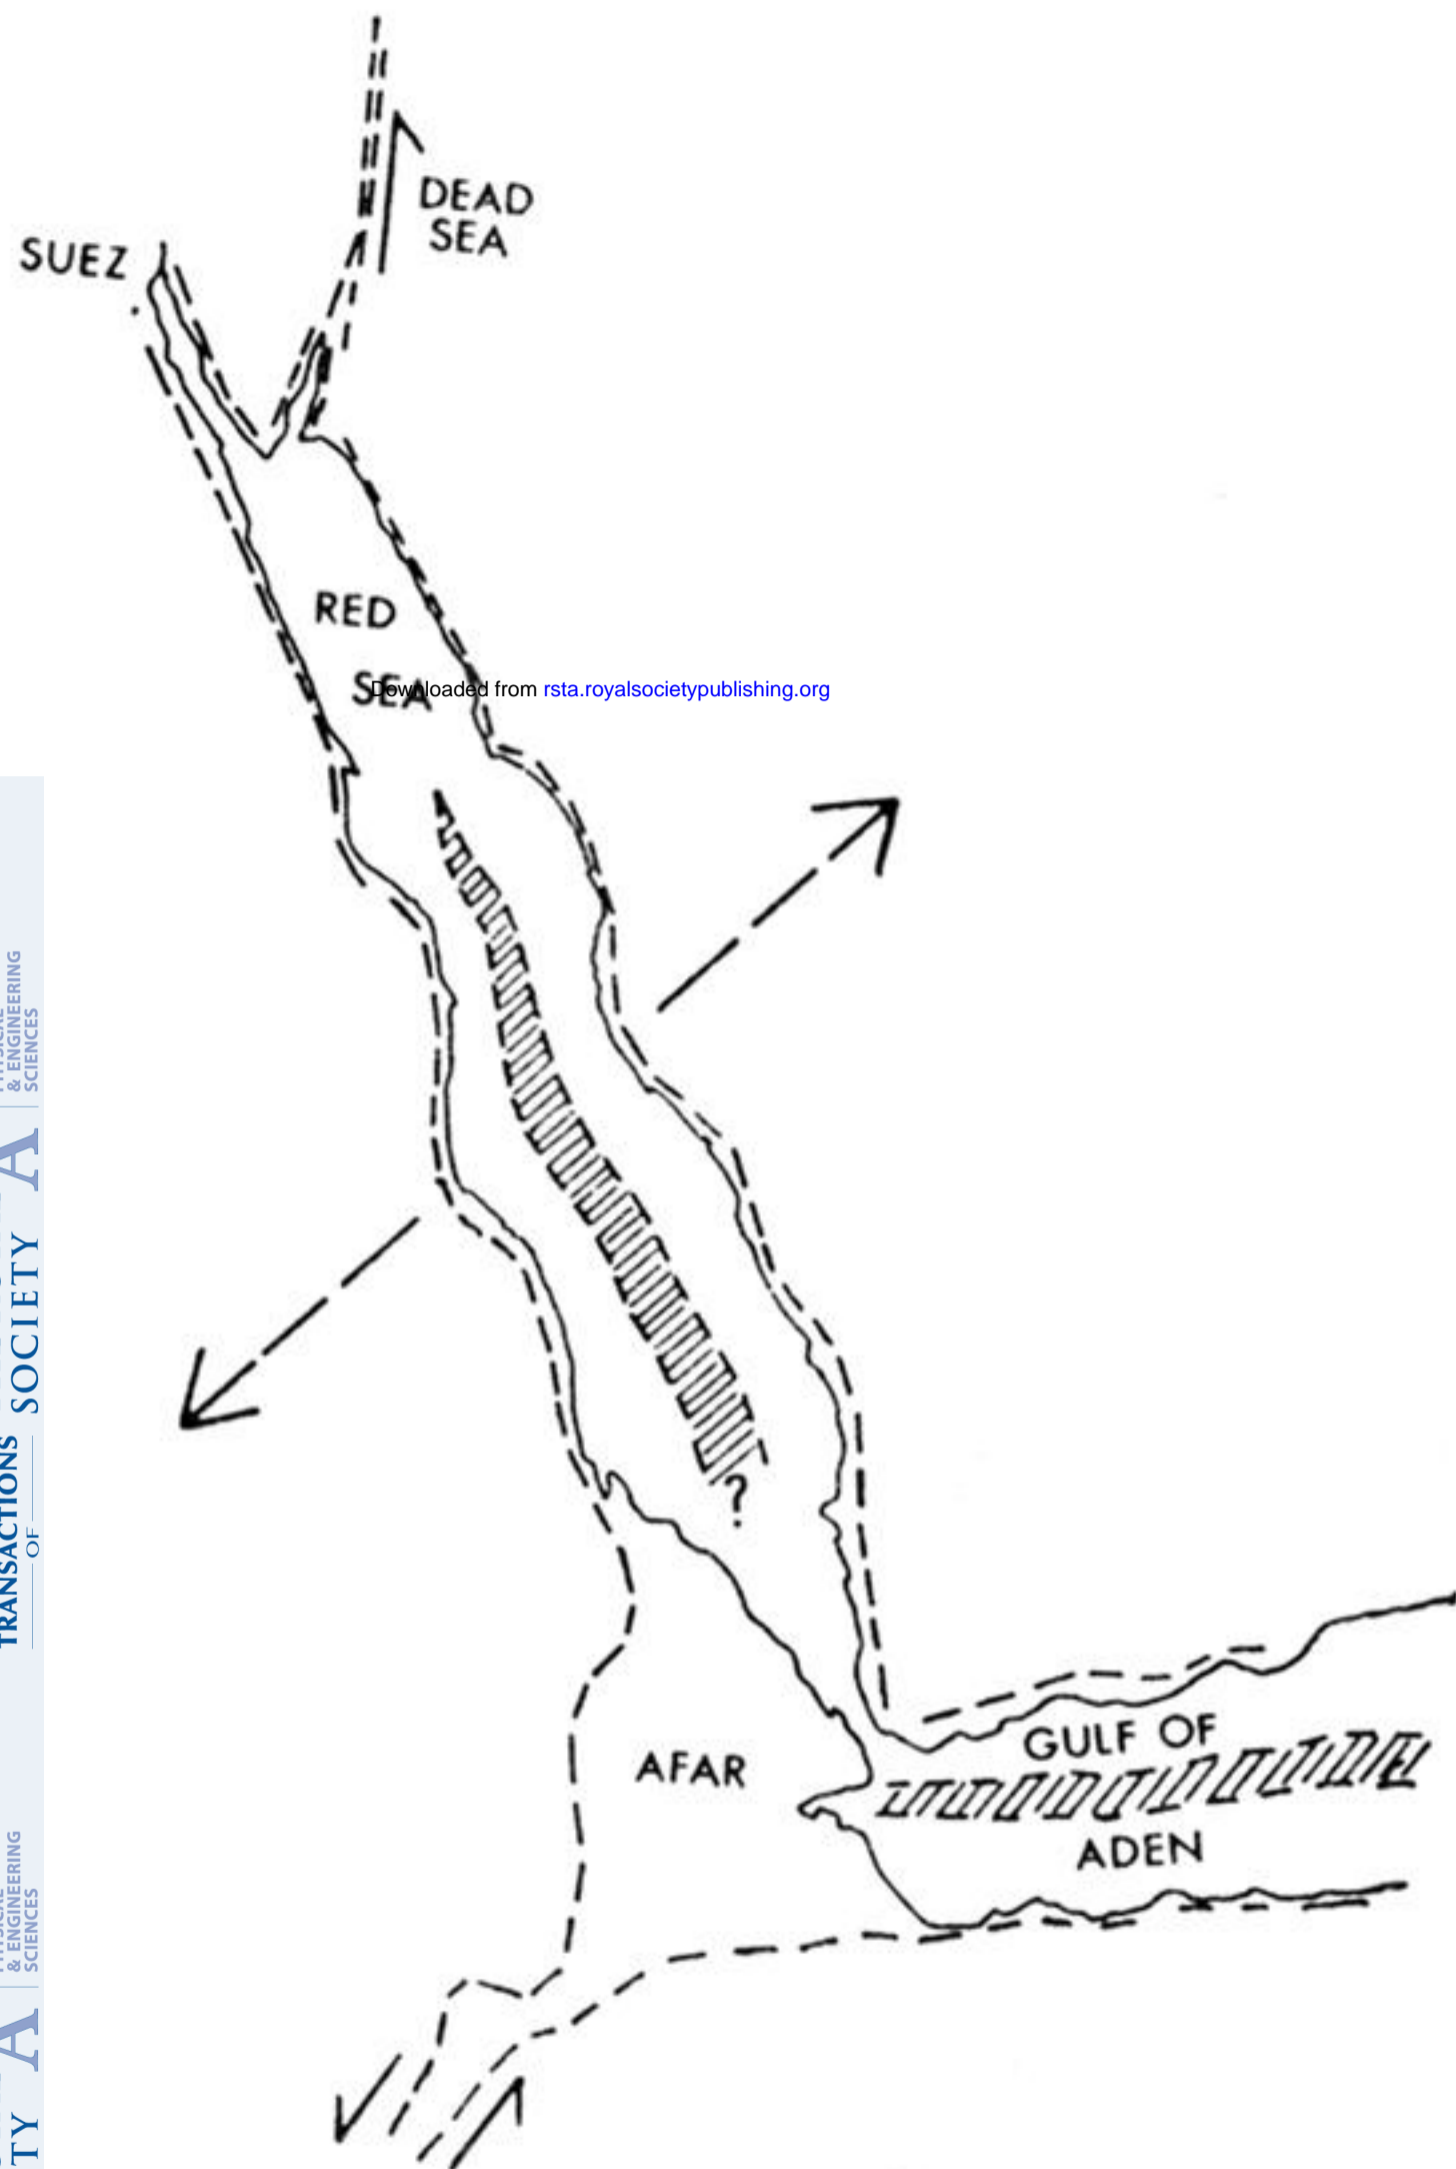 DEAD
SEA
SUEZ
RED
SEA
Downloaded from rsta.royalsocietypublishing.org
?
GULF OF
AFAR
ADEN
& ENGINEERING
SCIENCES
TRANSACTIONS
OF
SOCIETY
A
& ENGINEERING
SCIENCES
A
TY